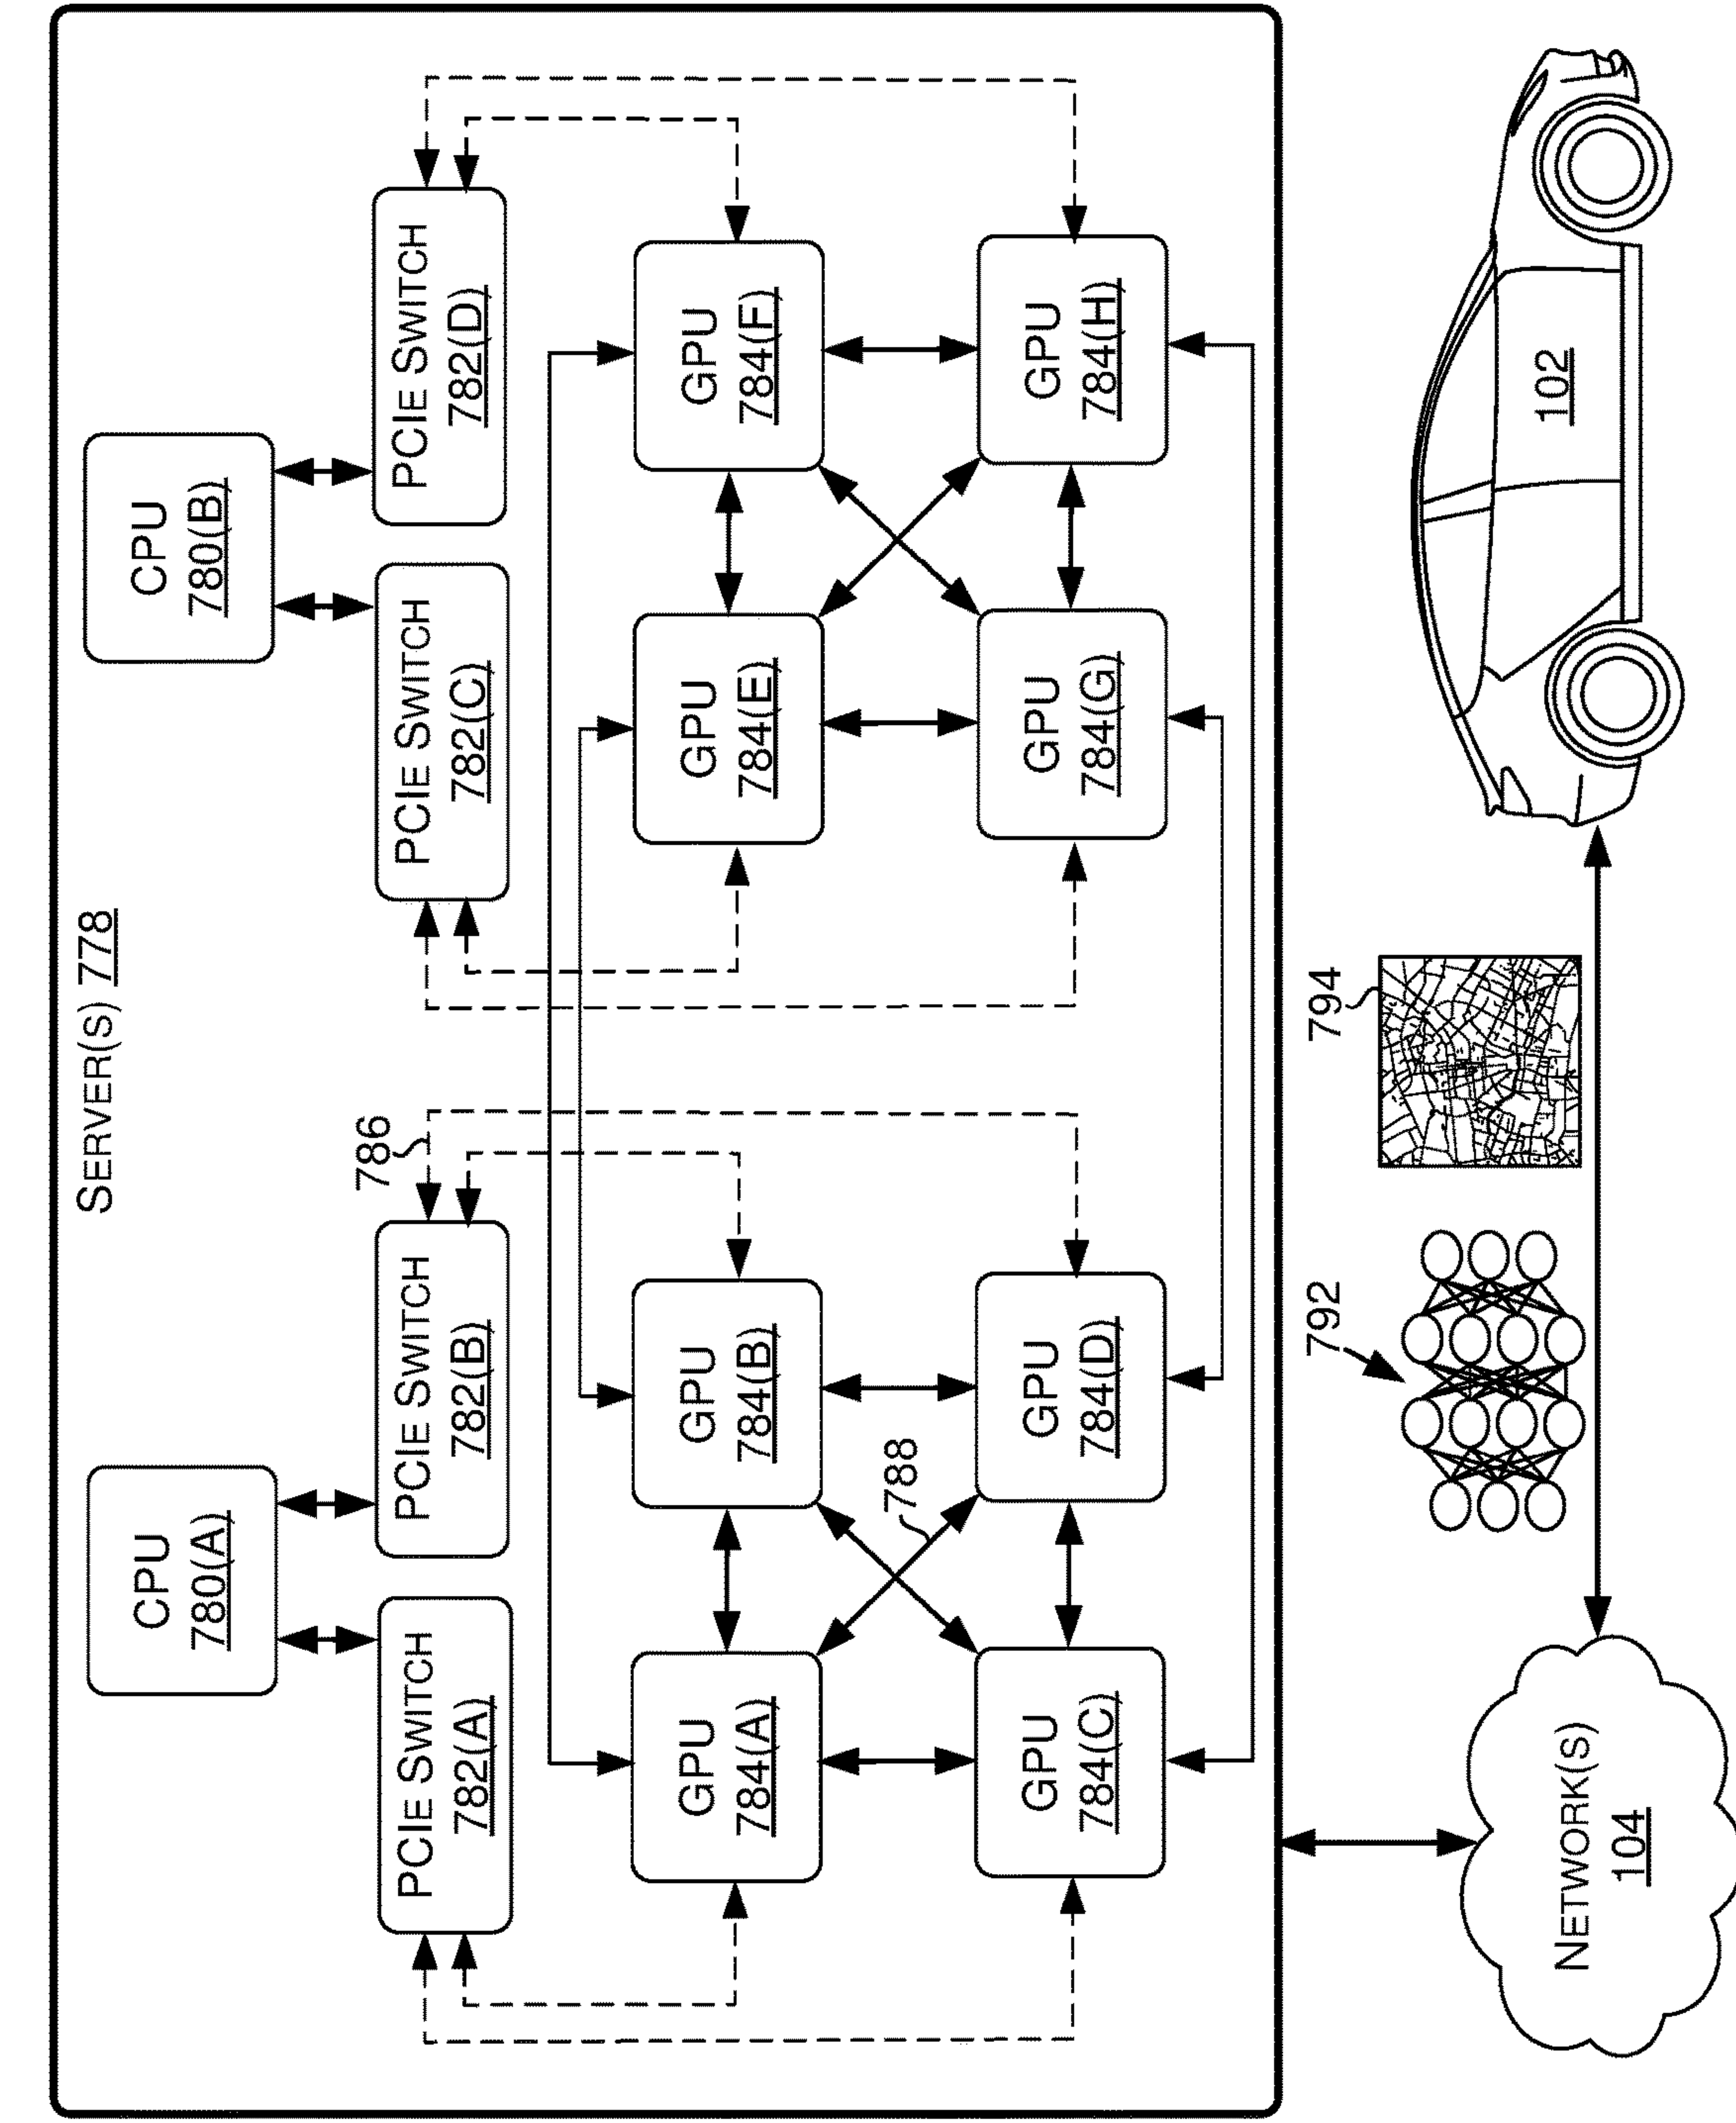 SERVER(S) 778
CPU
780(A)
CPU
780(B)
PCIE SWITCH
782(A)
PCIE SWITCH
782(B)
786
PCIE SWITCH
782(C)
PCIE SWITCH
782(D)
GPU
784(A)
GPU
784(B)
GPU
784(E)
GPU
784(F)
788
GPU
784(C)
GPU
784(D)
GPU
784(G)
GPU
784(H)
NETWORK(S)
104
792
794
102